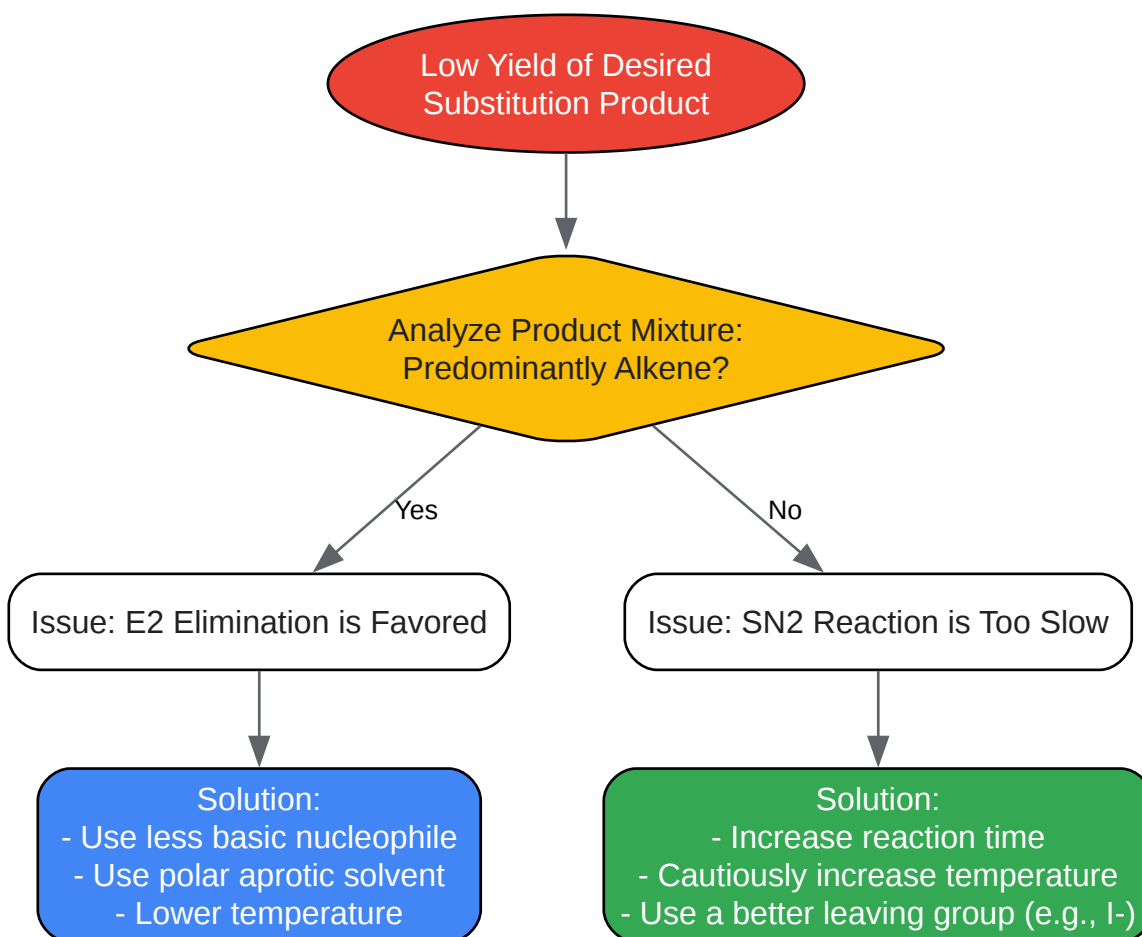 Low Yield of Desired
Substitution Product
Analyze Product Mixture:
Predominantly Alkene?
Yes
No
Issue: E2 Elimination is Favored
Issue: SN2 Reaction is Too Slow
Solution:
- Use less basic nucleophile
- Use polar aprotic solvent
- Lower temperature
Solution:
- Increase reaction time
- Cautiously increase temperature
- Use a better leaving group (e.g., I-)